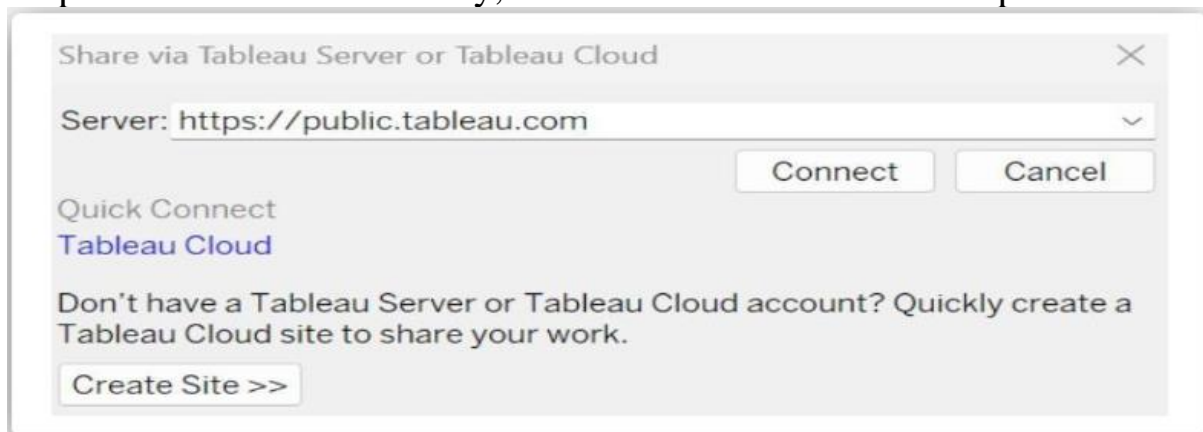 Share via Tableau Server or Tableau Cloud
Server: https://public.tableau.com
Connect Cancel
Quick Connect
Tableau Cloud
Don't have a Tableau Server or Tableau Cloud account? Quickly create a
Tableau Cloud site to share your work.
Create Site >>